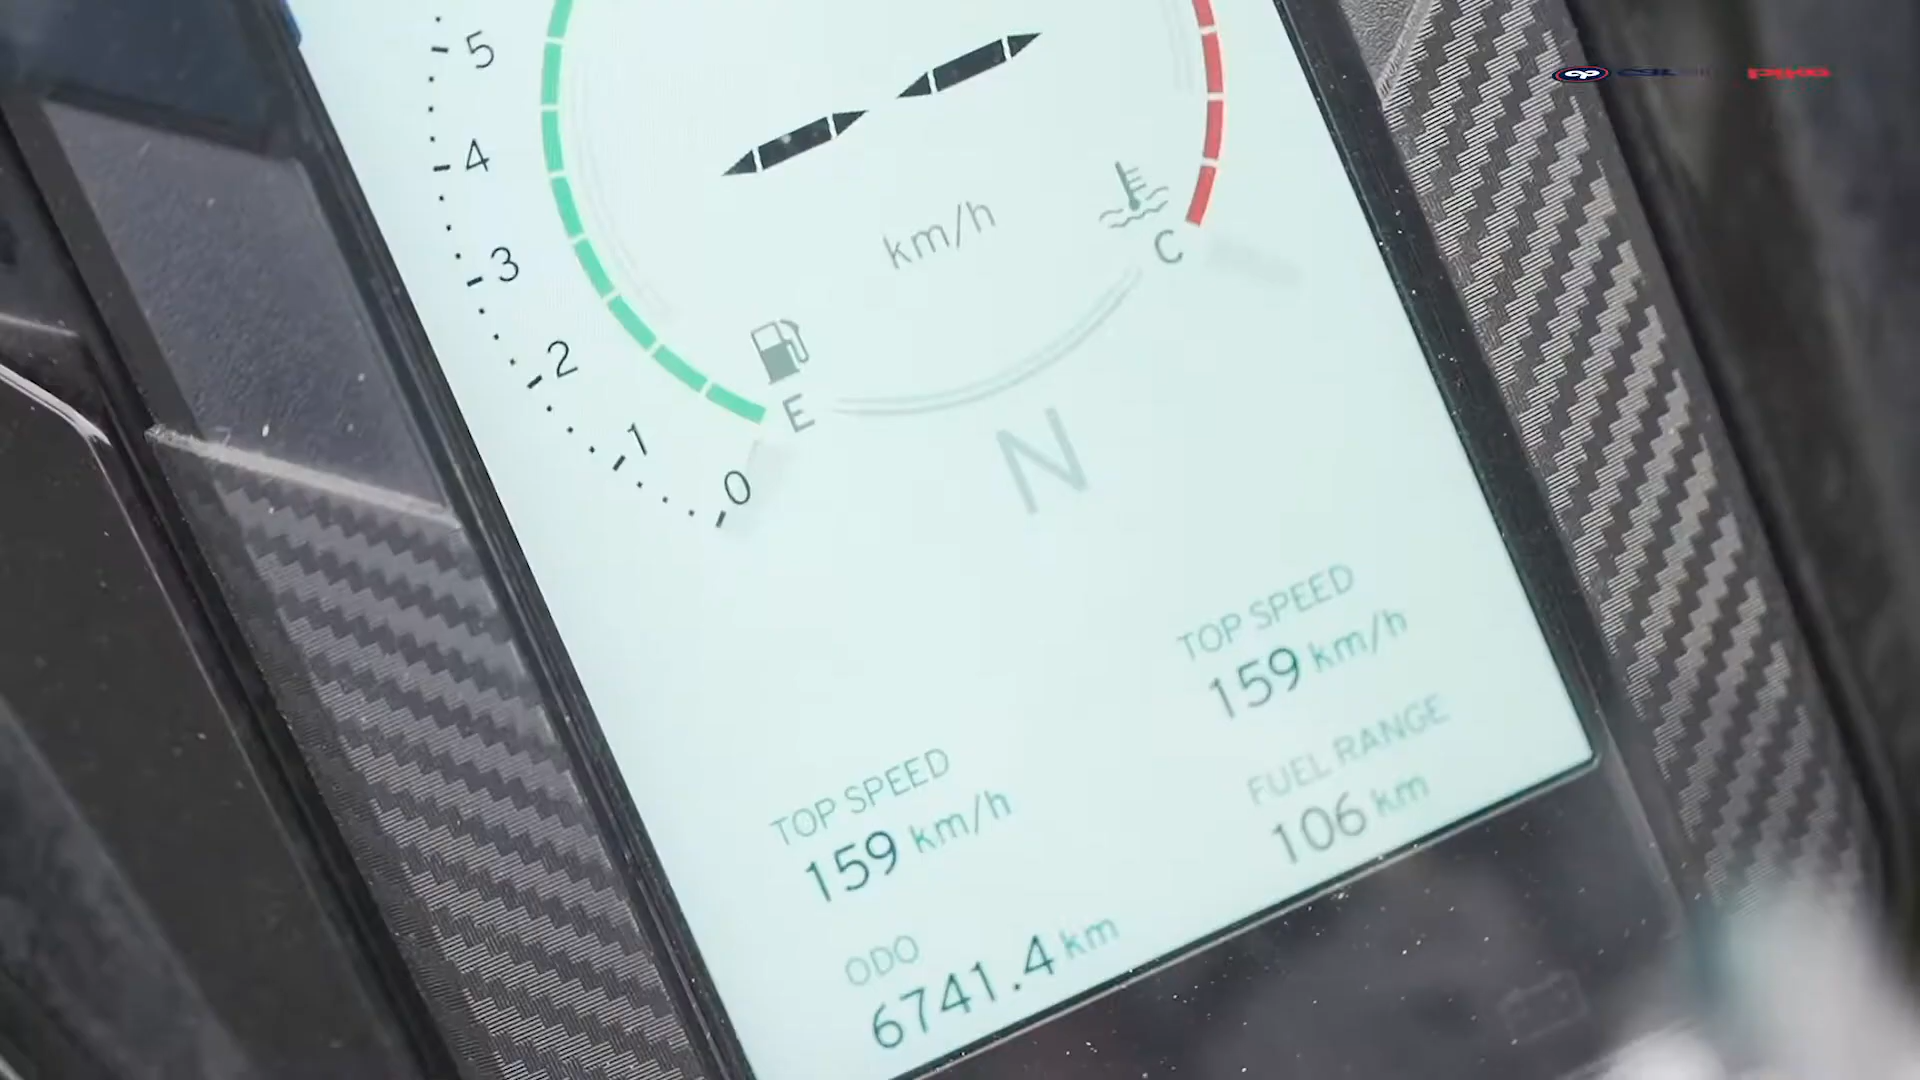 5
4
3
2
1
0
km/h
C
E
N
TOP SPEED
159 km/h
FUEL RANGE
106 km
TOP SPEED
159 km/h
ODO
6741.4 km